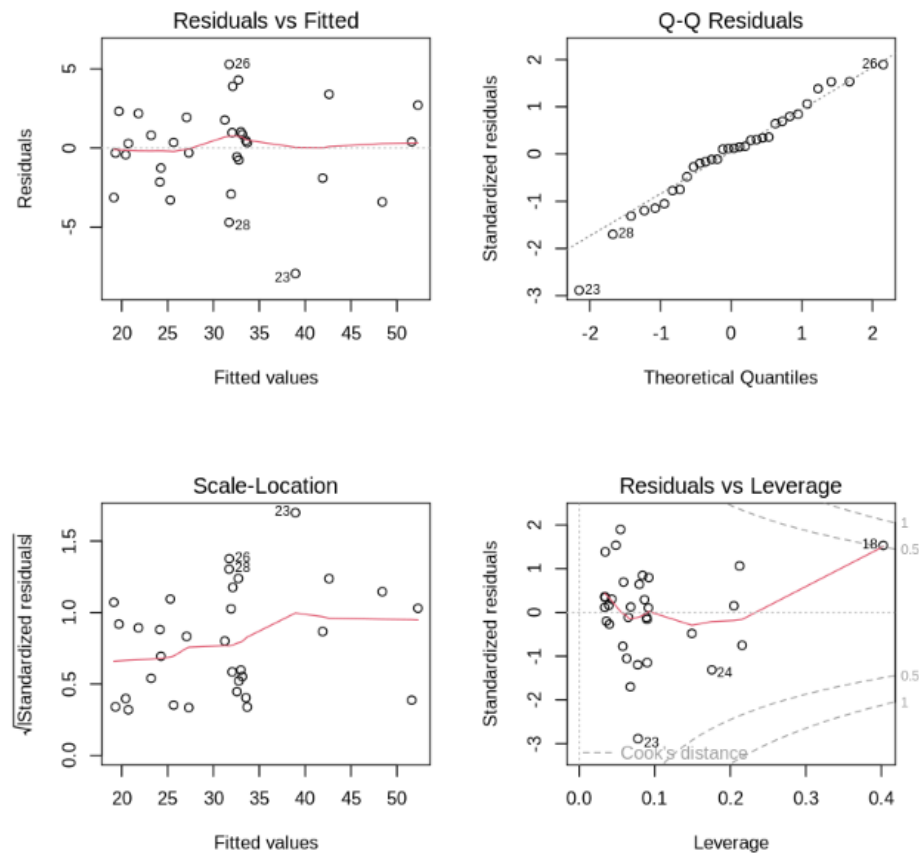 Residuals vs Fitted
Residuals
5
0
-5
26
28
23
20 25 30 35 40 45 50
Fitted values
Q-Q Residuals
Standardized residuals
2
1
0
-1
-2
-3
26
28
23
-2 -1 0 1 2
Theoretical Quantiles
Scale-Location
√|Standardized residuals|
1.5
1.0
0.5
0.0
23
26
28
20 25 30 35 40 45 50
Fitted values
Residuals vs Leverage
Standardized residuals
2
1
0
-1
-2
-3
1
0.5
18
24
0.5
1
23
Cook's distance
0.0 0.1 0.2 0.3 0.4
Leverage